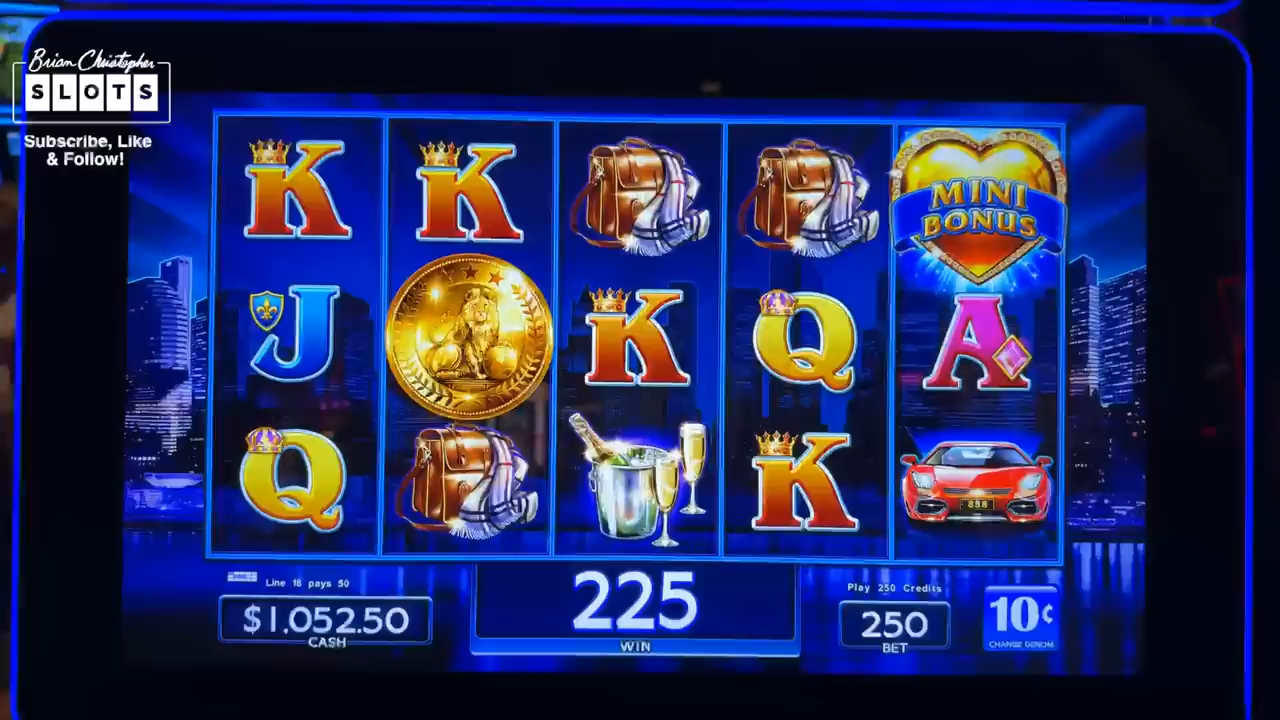 Brian Christopher
SLOTS
Subscribe, Like
& Follow!
K
K
MINI
BONUS
J
K
Q
A
Q
K
888
Line 18 pays 50
$1,052.50
CASH
225
WIN
Play 250 Credits
250
BET
10¢
CHANGE DENOM